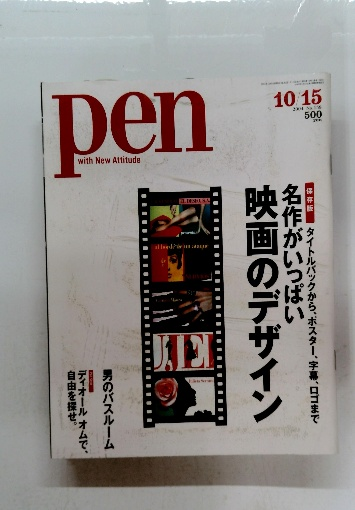 pen
with New Attitude
10/15
2004
500
保存版
タイトルバックから、ポスター、字幕、ロゴまで
名作がいっぱい
映画のデザイン
男のバスルーム
ディオール オムで、
自由を探せ。